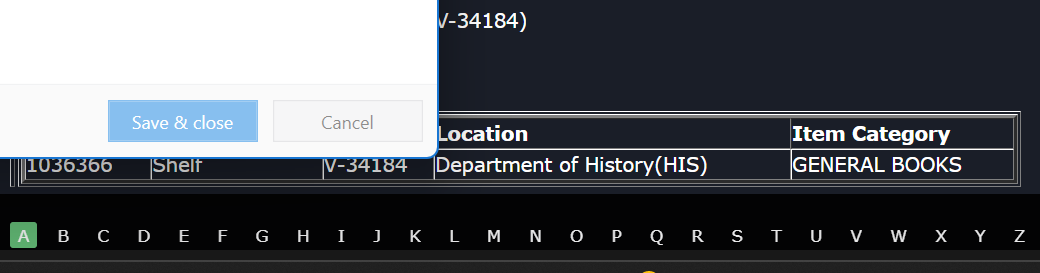 V-34184)
Save & close
Cancel
Location
Item Category
1036366
Shelf
V-34184
Department of History(HIS)
GENERAL BOOKS
A B C D E F G H I J K L M N O P Q R S T U V W X Y Z